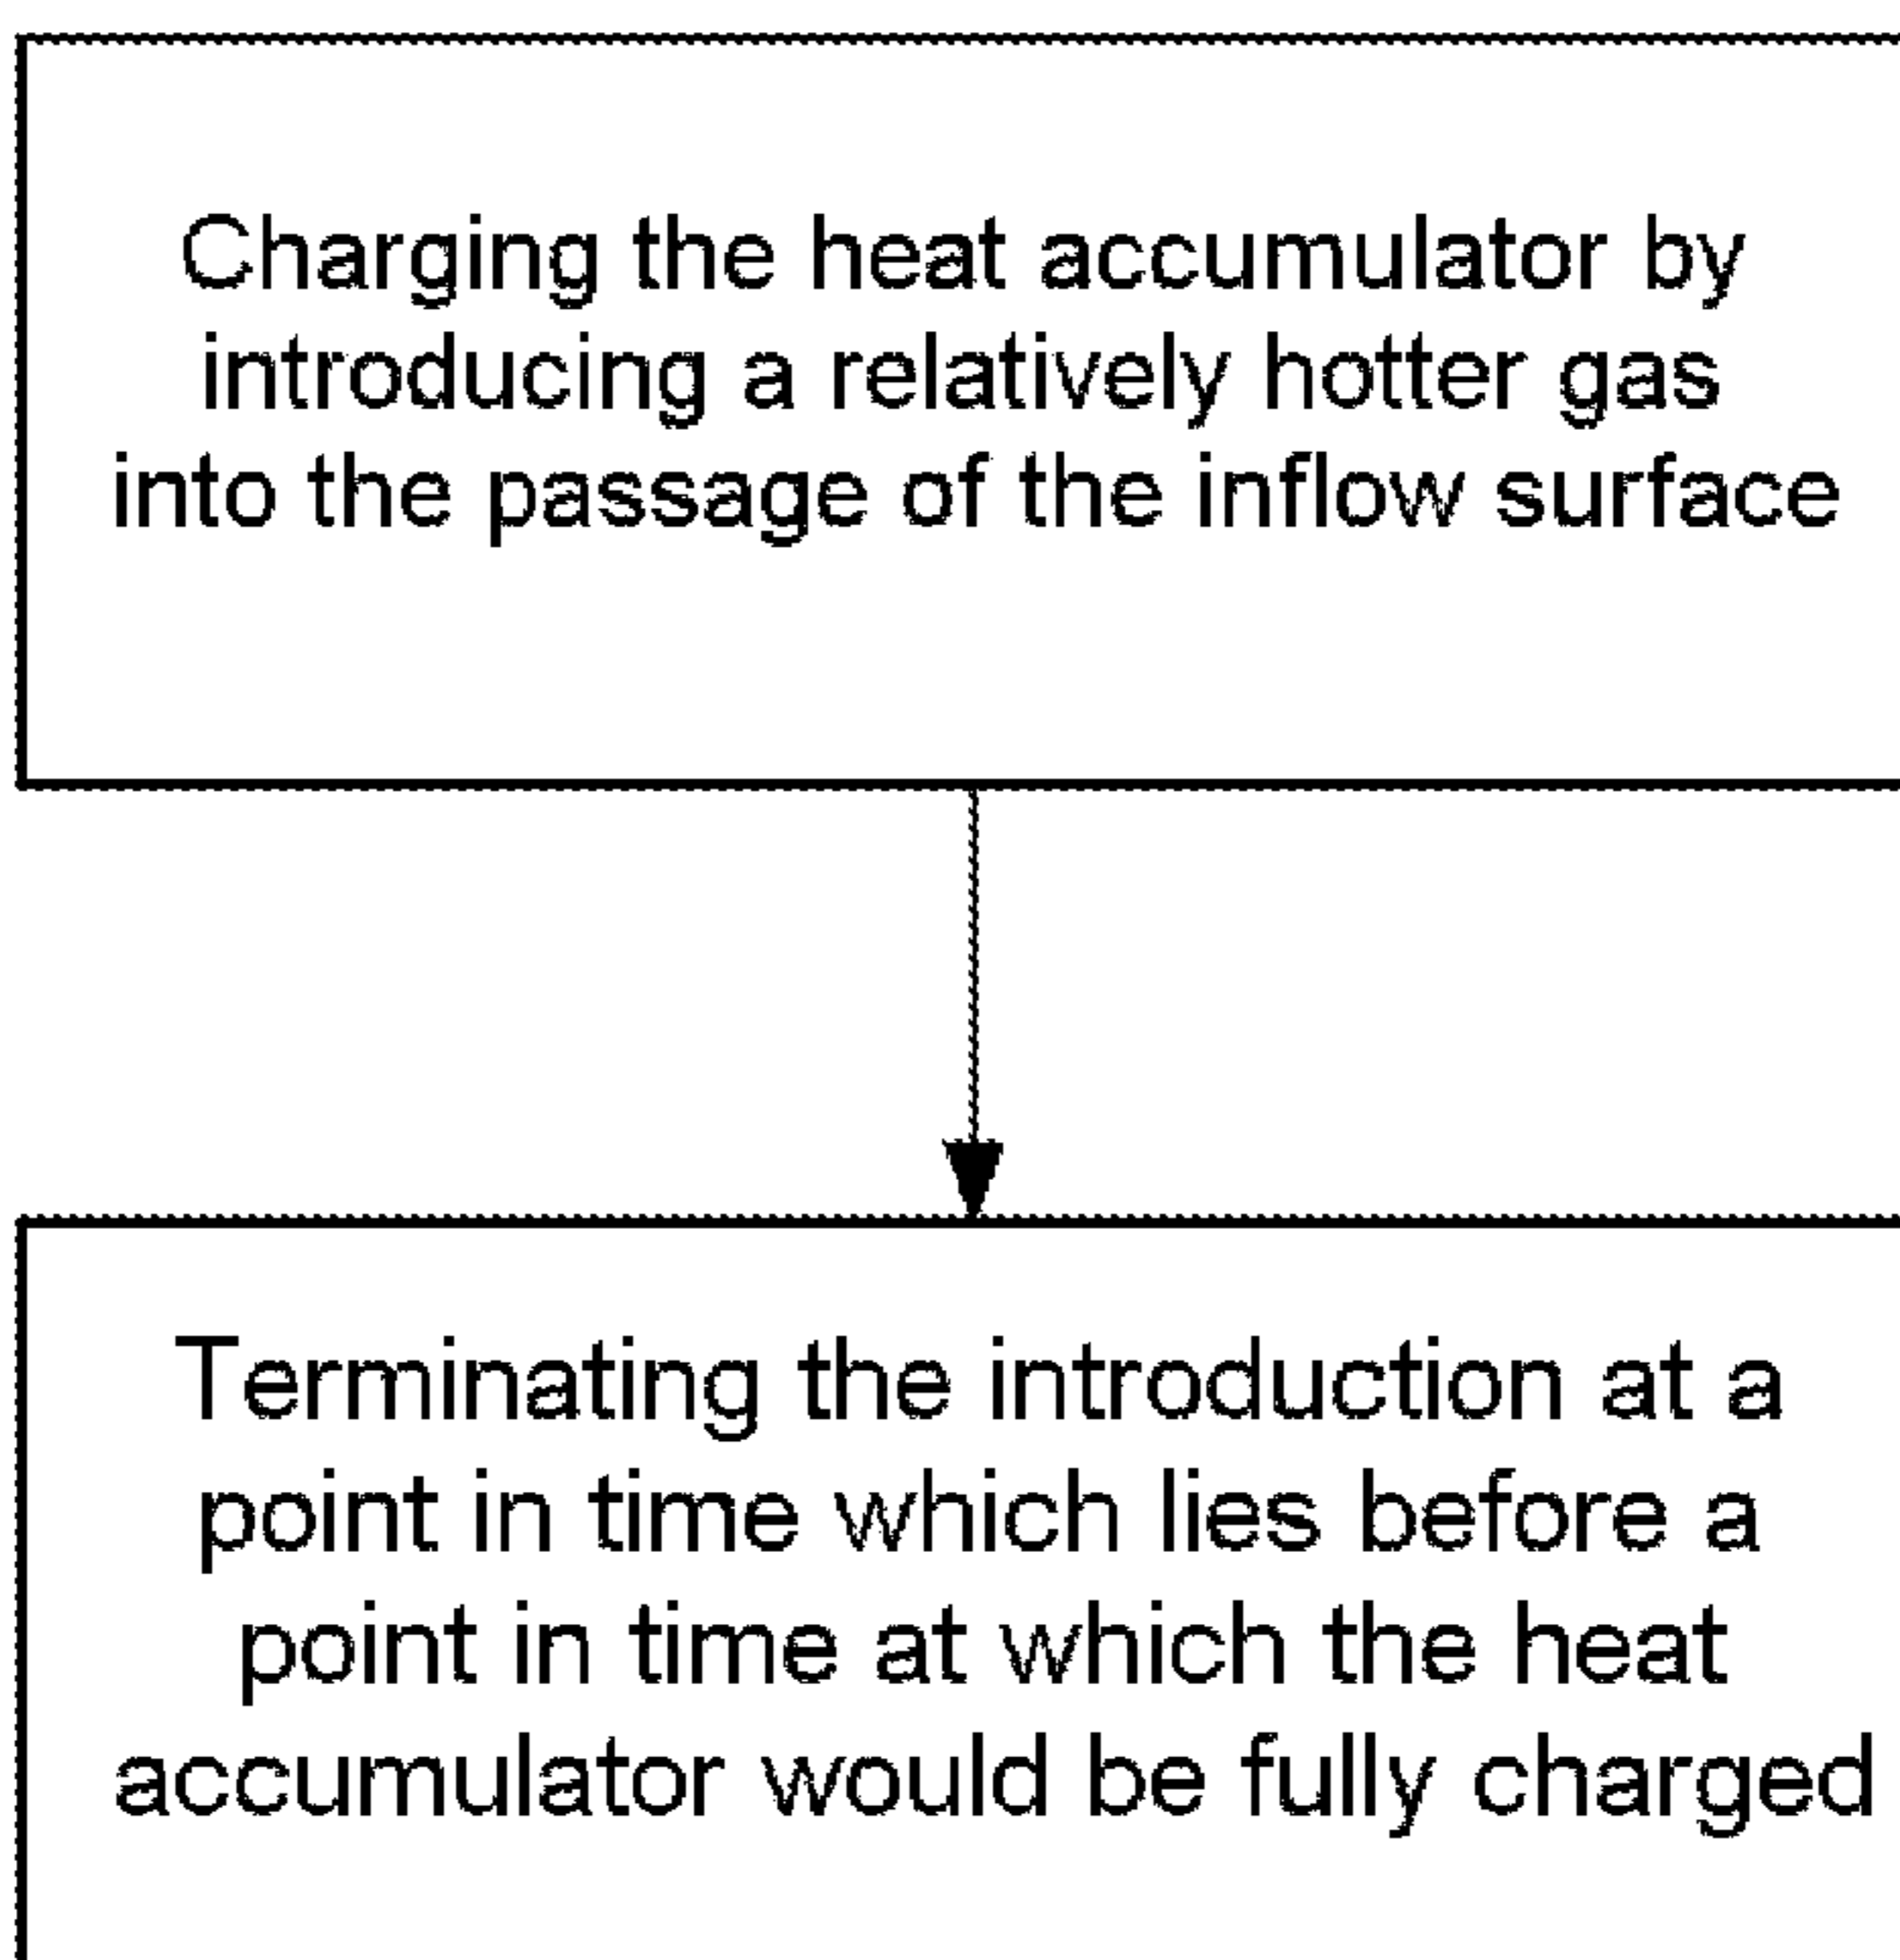 Charging the heat accumulator by
introducing a relatively hotter gas
into the passage of the inflow surface
Terminating the introduction at a
point in time which lies before a
point in time at which the heat
accumulator would be fully charged